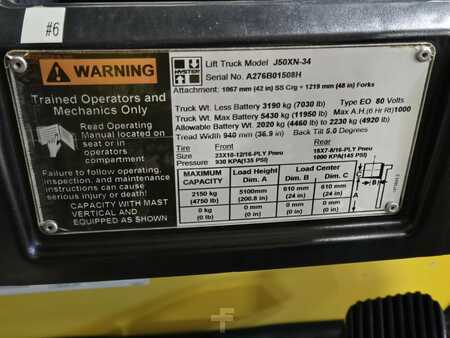 #6
WARNING
Trained Operators and
Mechanics Only
Read Operating
Manual located on
seat or in
operators
compartment.
Failure to follow operating,
inspection, and maintenance
instructions can cause
serious injury or death!
CAPACITY WITH MAST
VERTICAL AND
EQUIPPED AS SHOWN
HYSTER
Lift Truck Model J50XN-34
Serial No. A276B01508H
Attachment: 1067 mm (42 in) SS Crg + 1219 mm (48 in) Forks
Truck Wt. Less Battery 3190 kg (7030 lb) Type EO 80 Volts
Truck Wt. Max Battery 5430 kg (11950 lb) Max A.H (6 Hr Rt) 1000
Allowable Battery Wt. 2020 kg (4460 lb) to 2230 kg (4920 lb)
Tread Width 940 mm (36.9 in) Back Tilt 5.0 Degrees
Tire Front Rear
Size 23X10-12/16-PLY Pneu 18X7-8/16-PLY Pneu
Pressure 930 KPA(135 PSI) 1000 KPA(145 PSI)
MAXIMUM CAPACITY Load Height Dim. A Load Center Dim. B Dim. C
2150 kg (4750 lb) 5100mm (200.8 in) 610 mm (24 in) 610 mm (24 in)
0 kg (0 lb) 0 mm (0 in) 0 mm (0 in) 0 mm (0 in)
B
A